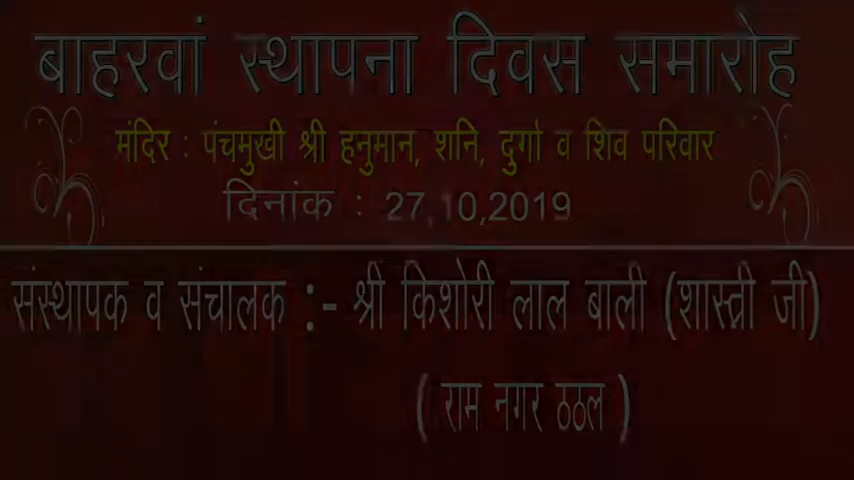 बाहरवां स्थापना दिवस समारोह
मंदिर : पंचमुखी श्री हनुमान, शनि, दुर्गा व शिव परिवार
दिनांक : 27,10,2019
संस्थापक व संचालक :- श्री किशोरी लाल बाली (शास्त्री जी)
( राम नगर ठठल )